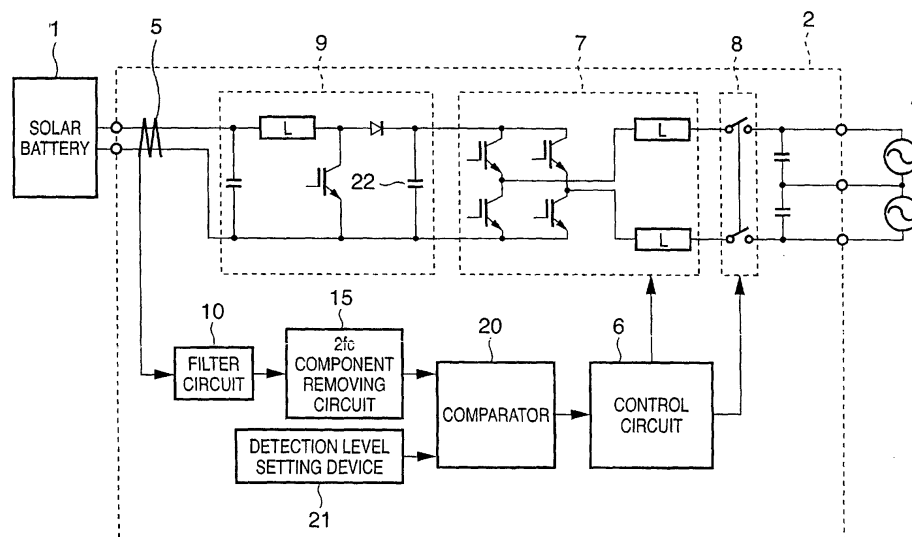 1
5
9
7
8
2
SOLAR
BATTERY
L
L
22
L
10
15
20
6
FILTER
CIRCUIT
2fc
COMPONENT
REMOVING
CIRCUIT
COMPARATOR
CONTROL
CIRCUIT
DETECTION LEVEL
SETTING DEVICE
21